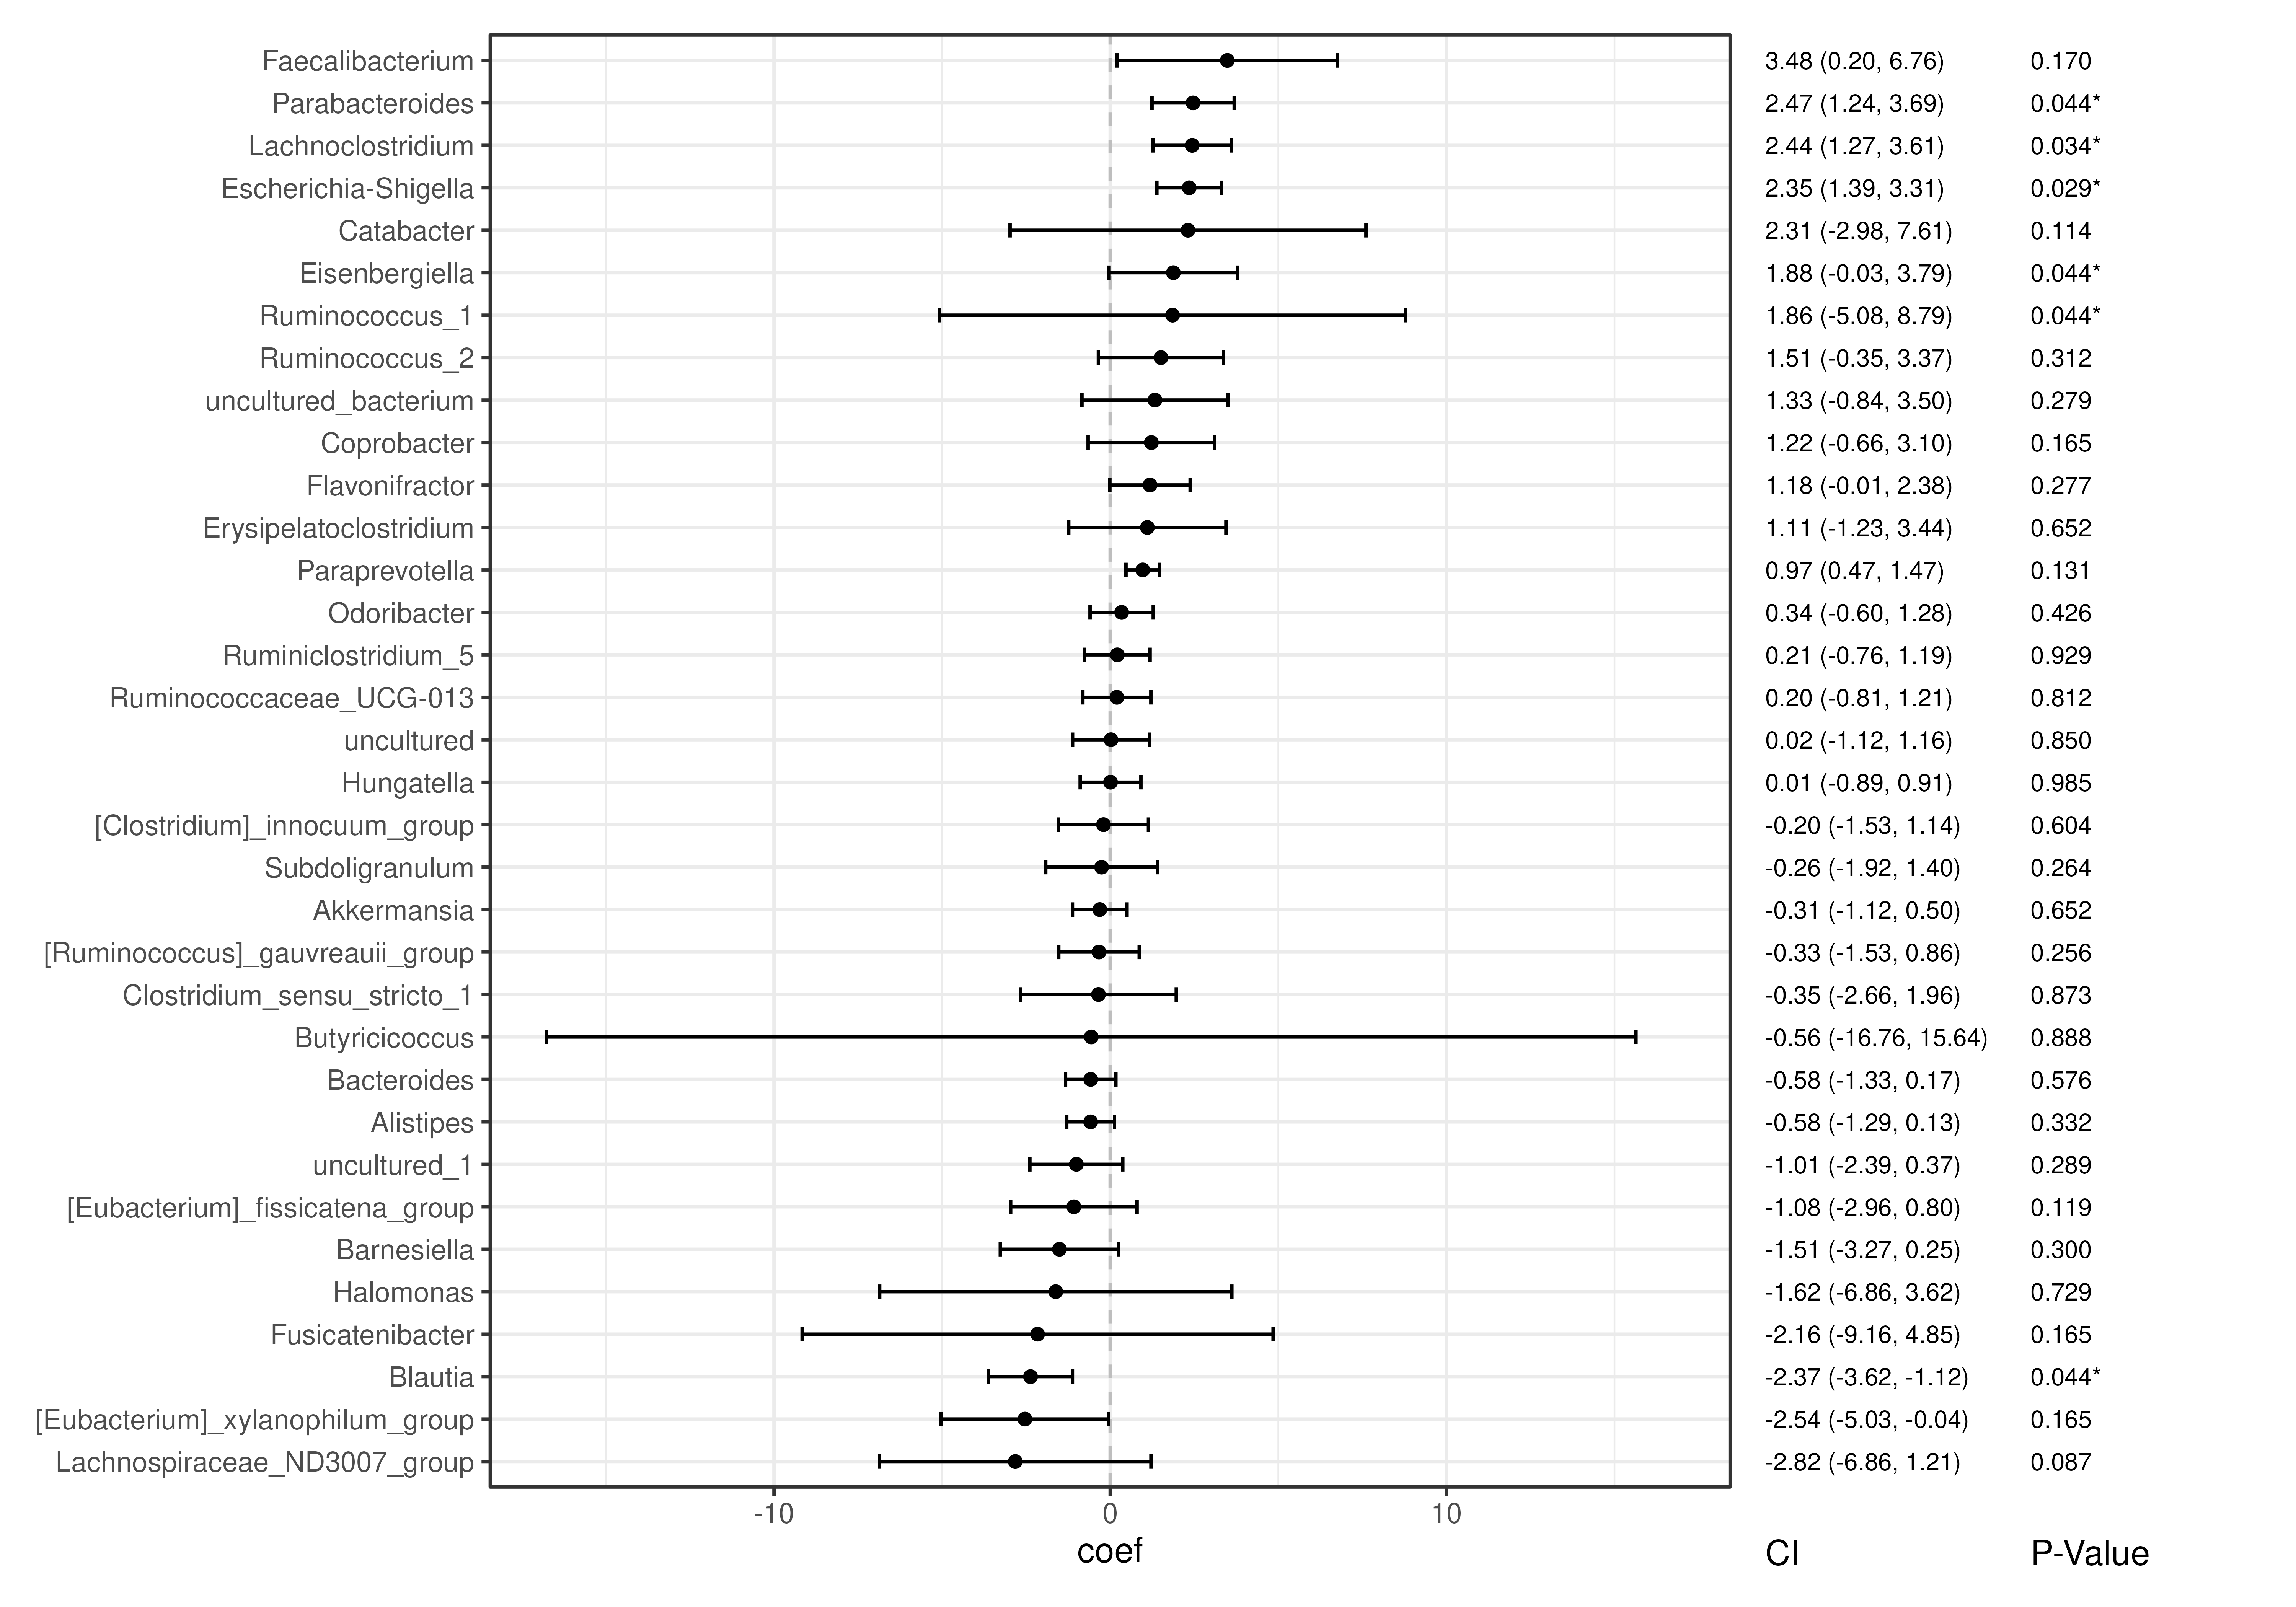 Faecalibacterium 3.48 (0.20, 6.76) 0.170
Parabacteroides 2.47 (1.24, 3.69) 0.044*
Lachnoclostridium 2.44 (1.27, 3.61) 0.034*
Escherichia-Shigella 2.35 (1.39, 3.31) 0.029*
Catabacter 2.31 (-2.98, 7.61) 0.114
Eisenbergiella 1.88 (-0.03, 3.79) 0.044*
Ruminococcus_1 1.86 (-5.08, 8.79) 0.044*
Ruminococcus_2 1.51 (-0.35, 3.37) 0.312
uncultured_bacterium 1.33 (-0.84, 3.50) 0.279
Coprobacter 1.22 (-0.66, 3.10) 0.165
Flavonifractor 1.18 (-0.01, 2.38) 0.277
Erysipelatoclostridium 1.11 (-1.23, 3.44) 0.652
Paraprevotella 0.97 (0.47, 1.47) 0.131
Odoribacter 0.34 (-0.60, 1.28) 0.426
Ruminiclostridium_5 0.21 (-0.76, 1.19) 0.929
Ruminococcaceae_UCG-013 0.20 (-0.81, 1.21) 0.812
uncultured 0.02 (-1.12, 1.16) 0.850
Hungatella 0.01 (-0.89, 0.91) 0.985
[Clostridium]_innocuum_group -0.20 (-1.53, 1.14) 0.604
Subdoligranulum -0.26 (-1.92, 1.40) 0.264
Akkermansia -0.31 (-1.12, 0.50) 0.652
[Ruminococcus]_gauvreauii_group -0.33 (-1.53, 0.86) 0.256
Clostridium_sensu_stricto_1 -0.35 (-2.66, 1.96) 0.873
Butyricicoccus -0.56 (-16.76, 15.64) 0.888
Bacteroides -0.58 (-1.33, 0.17) 0.576
Alistipes -0.58 (-1.29, 0.13) 0.332
uncultured_1 -1.01 (-2.39, 0.37) 0.289
[Eubacterium]_fissicatena_group -1.08 (-2.96, 0.80) 0.119
Barnesiella -1.51 (-3.27, 0.25) 0.300
Halomonas -1.62 (-6.86, 3.62) 0.729
Fusicatenibacter -2.16 (-9.16, 4.85) 0.165
Blautia -2.37 (-3.62, -1.12) 0.044*
[Eubacterium]_xylanophilum_group -2.54 (-5.03, -0.04) 0.165
Lachnospiraceae_ND3007_group -2.82 (-6.86, 1.21) 0.087
-10 0 10
coef CI P-Value